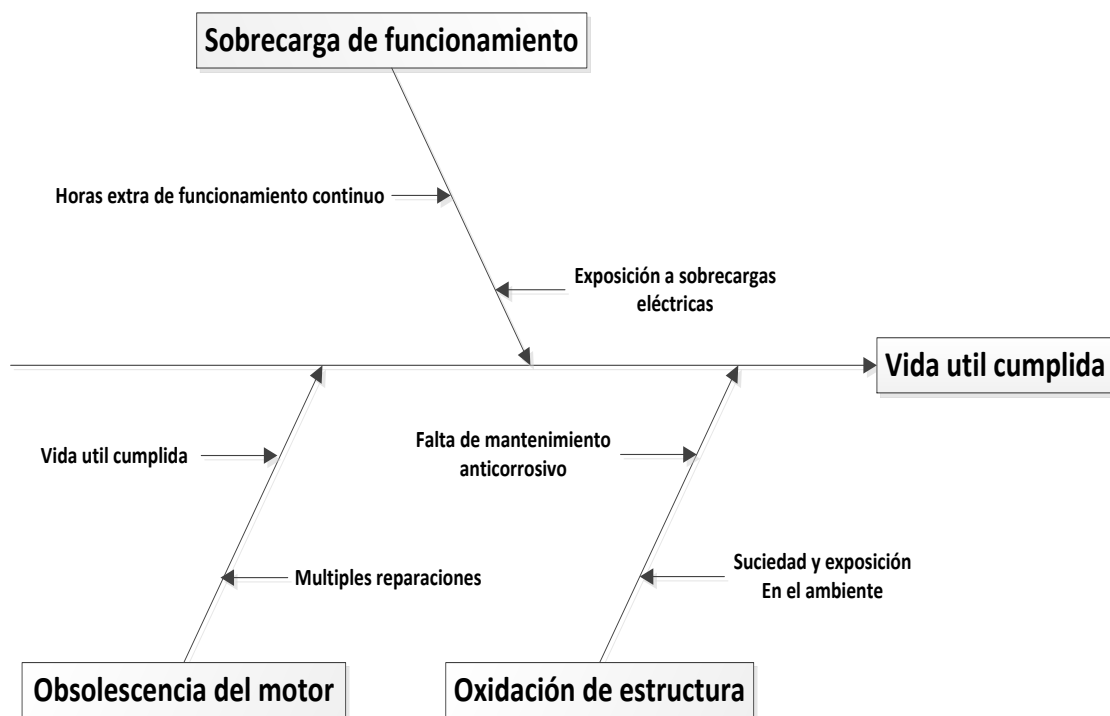 Sobrecarga de funcionamiento
Horas extra de funcionamiento continuo
Exposición a sobrecargas
eléctricas
Vida util cumplida
Vida util cumplida
Falta de mantenimiento
anticorrosivo
Multiples reparaciones
Suciedad y exposición
En el ambiente
Obsolescencia del motor
Oxidación de estructura